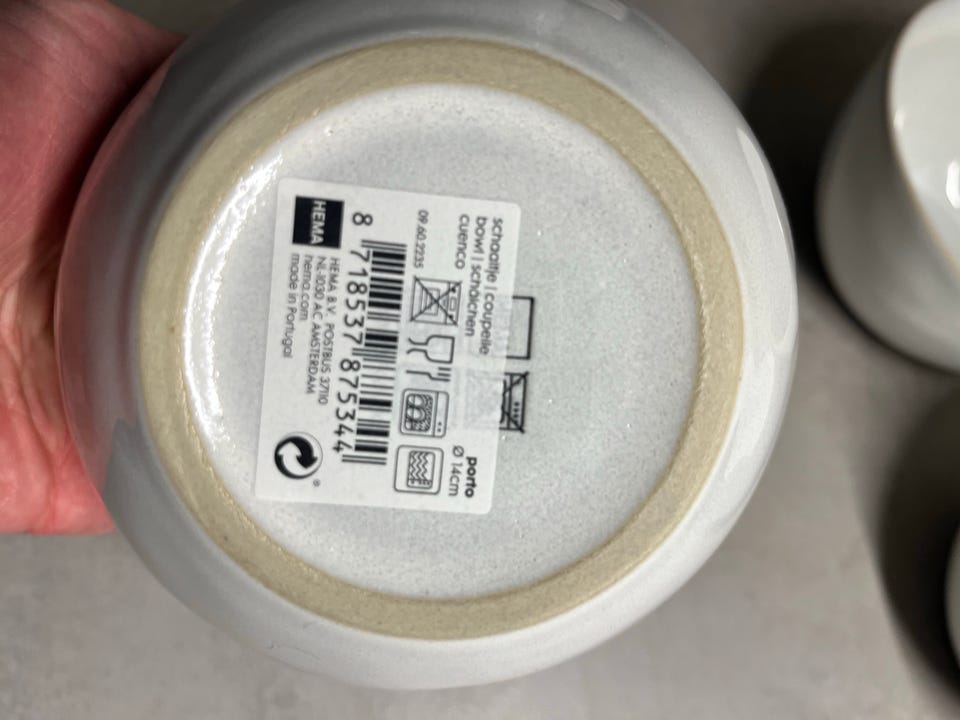 schaaltje | coupelle
bowl | schälchen
cuenco
porto
Ø 14cm
09.60.2235
8 718537 875344
HEMA
HEMA B.V. POSTBUS 37110
NL-1030 AC AMSTERDAM
hema.com
made in Portugal
®